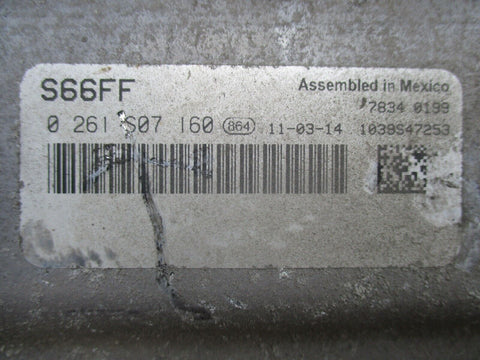 S66FF
Assembled in Mexico
7834 0199
0 261 S07 160 864 11-03-14 1039S47253